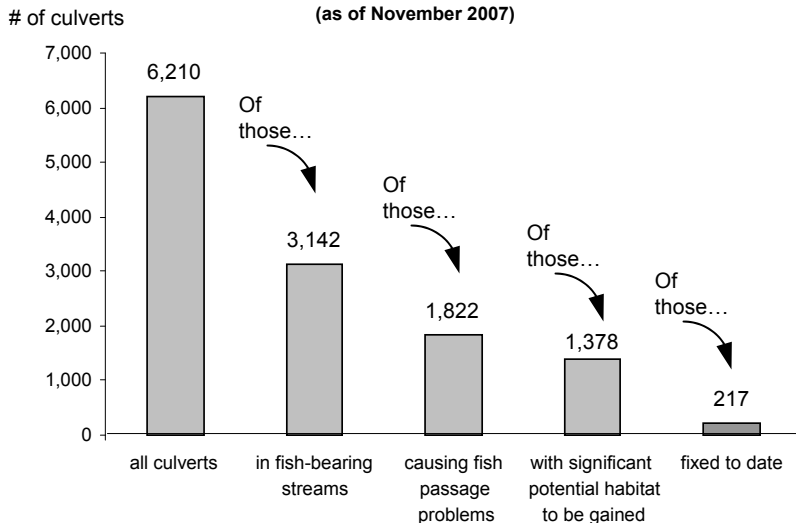 (as of November 2007)
# of culverts
7,000
6,000
5,000
4,000
3,000
2,000
1,000
0
6,210
Of
those…
3,142
Of
those…
1,822
Of
those…
1,378
Of
those…
217
all culverts
in fish-bearing
streams
causing fish
passage
problems
with significant
potential habitat
to be gained
fixed to date